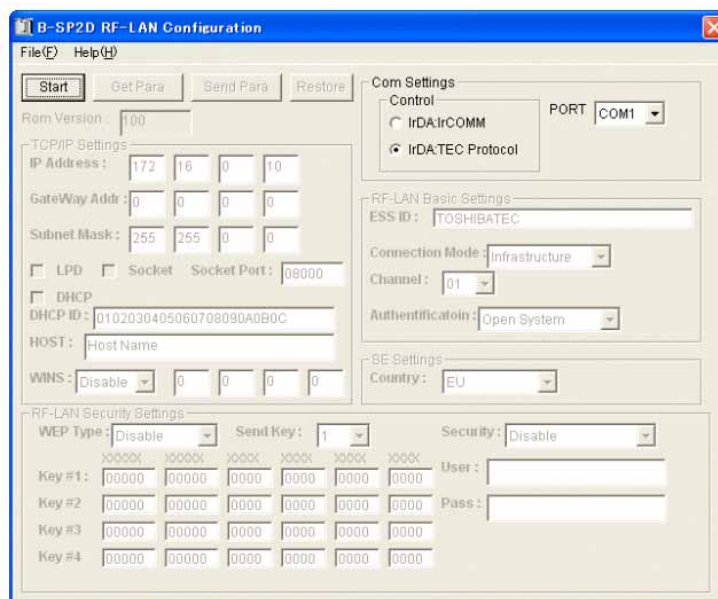 B-SP2D RF-LAN Configuration
File(F) Help(H)
Start Get Para Send Para Restore
Rom Version : 100
TCP/IP Settings
IP Address : 172 16 0 10
GateWay Addr : 0 0 0 0
Subnet Mask : 255 255 0 0
LPD Socket Socket Port : 08000
DHCP
DHCP ID : 0102030405060708090A0B0C
HOST : Host Name
WINS : Disable 0 0 0 0
Com Settings
Control
IrDA:IrCOMM
IrDA:TEC Protocol
PORT COM1
RF-LAN Basic Settings
ESS ID : TOSHIBATEC
Connection Mode : Infrastructure
Channel : 01
Authentificatoin : Open System
SE Settings
Country : EU
RF-LAN Security Settings
WEP Type : Disable Send Key : 1 Security : Disable
XXXXX XXXXX XXXX XXXX XXXX XXXX
Key #1 : 00000 00000 0000 0000 0000 0000
Key #2 00000 00000 0000 0000 0000 0000
Key #3 00000 00000 0000 0000 0000 0000
Key #4 00000 00000 0000 0000 0000 0000
User :
Pass :